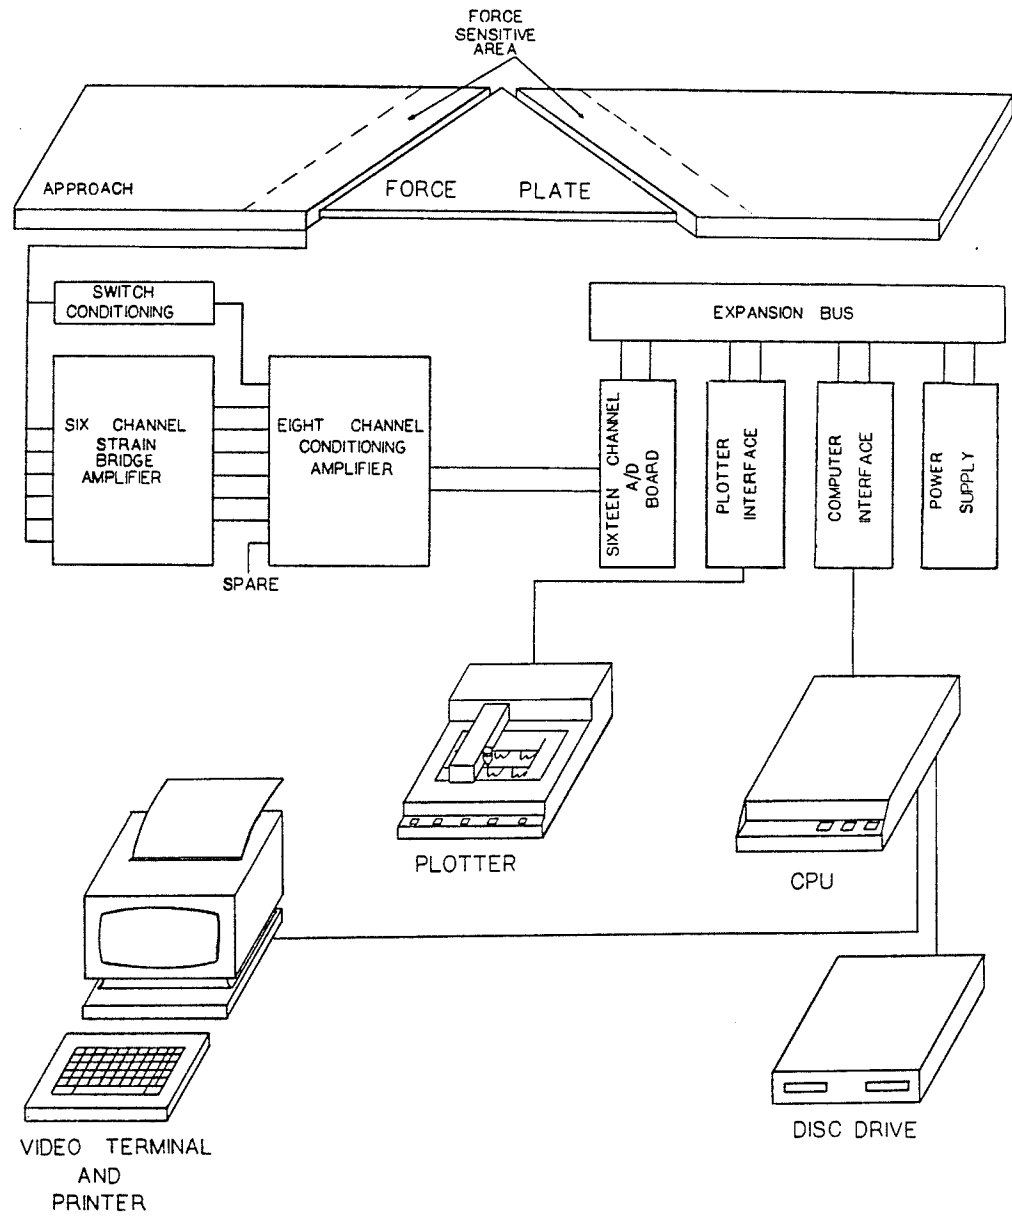 FORCE
SENSITIVE
AREA
APPROACH
FORCE PLATE
SWITCH
CONDITIONING
EXPANSION BUS
SIX CHANNEL
STRAIN
BRIDGE
AMPLIFIER
EIGHT CHANNEL
CONDITIONING
AMPLIFIER
SIXTEEN CHANNEL
A/D
BOARD
PLOTTER
INTERFACE
COMPUTER
INTERFACE
POWER
SUPPLY
SPARE
PLOTTER
CPU
DISC DRIVE
VIDEO TERMINAL
AND
PRINTER